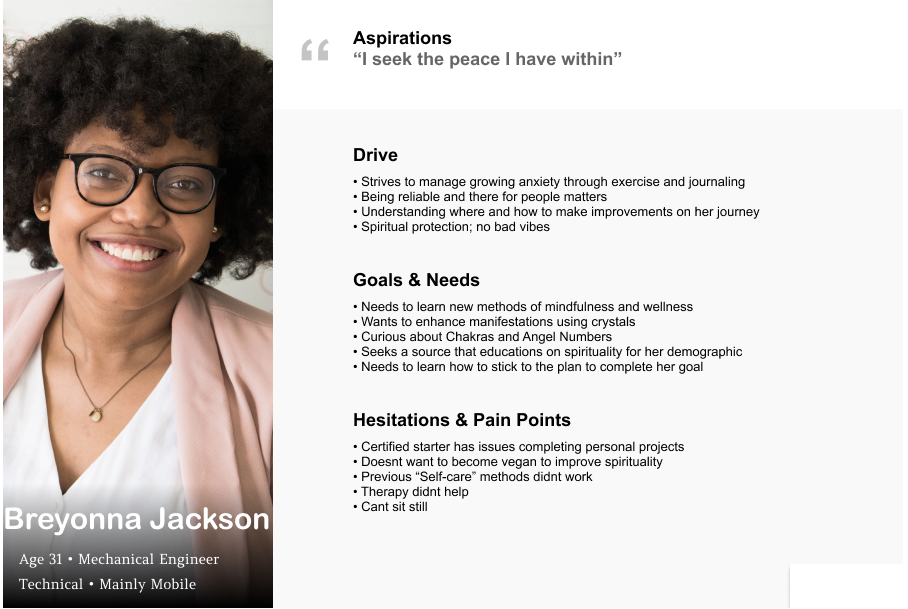 “
Aspirations
“I seek the peace I have within”
Drive
• Strives to manage growing anxiety through exercise and journaling
• Being reliable and there for people matters
• Understanding where and how to make improvements on her journey
• Spiritual protection; no bad vibes
Goals & Needs
• Needs to learn new methods of mindfulness and wellness
• Wants to enhance manifestations using crystals
• Curious about Chakras and Angel Numbers
• Seeks a source that educations on spirituality for her demographic
• Needs to learn how to stick to the plan to complete her goal
Hesitations & Pain Points
• Certified starter has issues completing personal projects
• Doesnt want to become vegan to improve spirituality
• Previous “Self-care” methods didnt work
• Therapy didnt help
• Cant sit still
Breyonna Jackson
Age 31 • Mechanical Engineer
Technical • Mainly Mobile